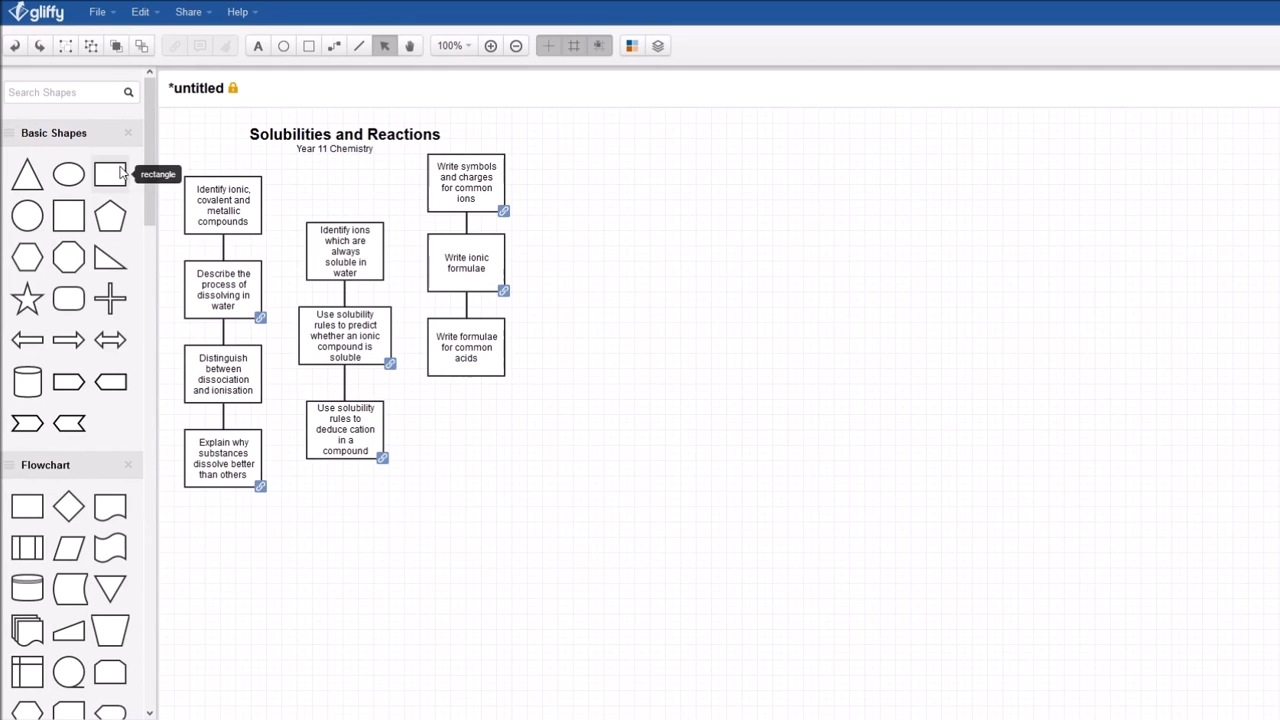 gliffy
File
Edit
Share
Help
A
100%
Search Shapes
*untitled
Basic Shapes
rectangle
Flowchart
Solubilities and Reactions
Year 11 Chemistry
Identify ionic,
covalent and
metallic
compounds
Describe the
process of
dissolving in
water
Distinguish
between
dissociation
and ionisation
Explain why
substances
dissolve better
than others
Identify ions
which are
always
soluble in
water
Use solubility
rules to predict
whether an ionic
compound is
soluble
Use solubility
rules to
deduce cation
in a
compound
Write symbols
and charges
for common
ions
Write ionic
formulae
Write formulae
for common
acids